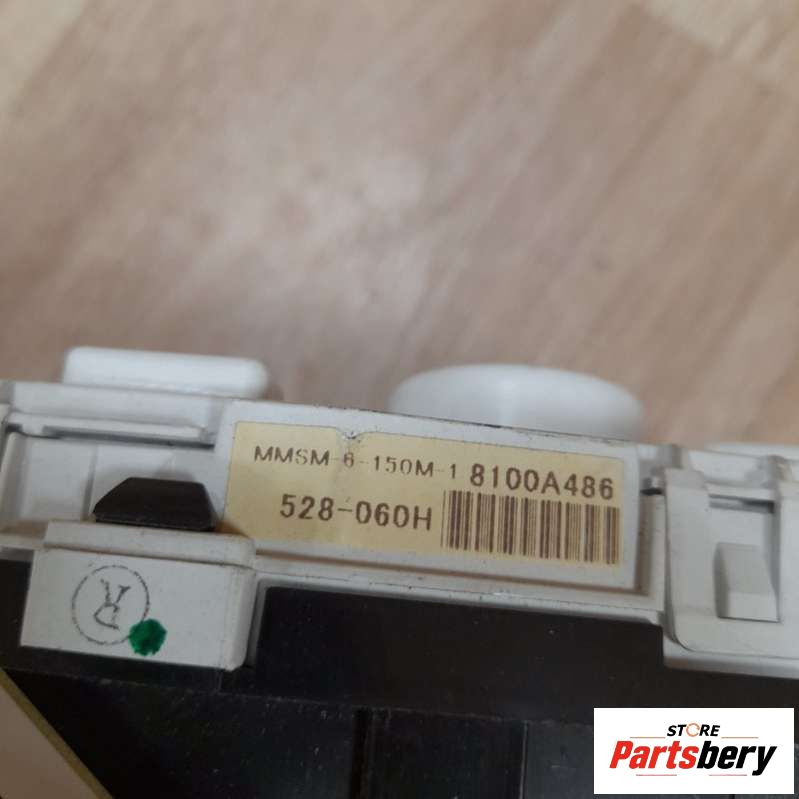 MMSM-6-150M-1 8100A486
528-060H
R
STORE
Partsbery